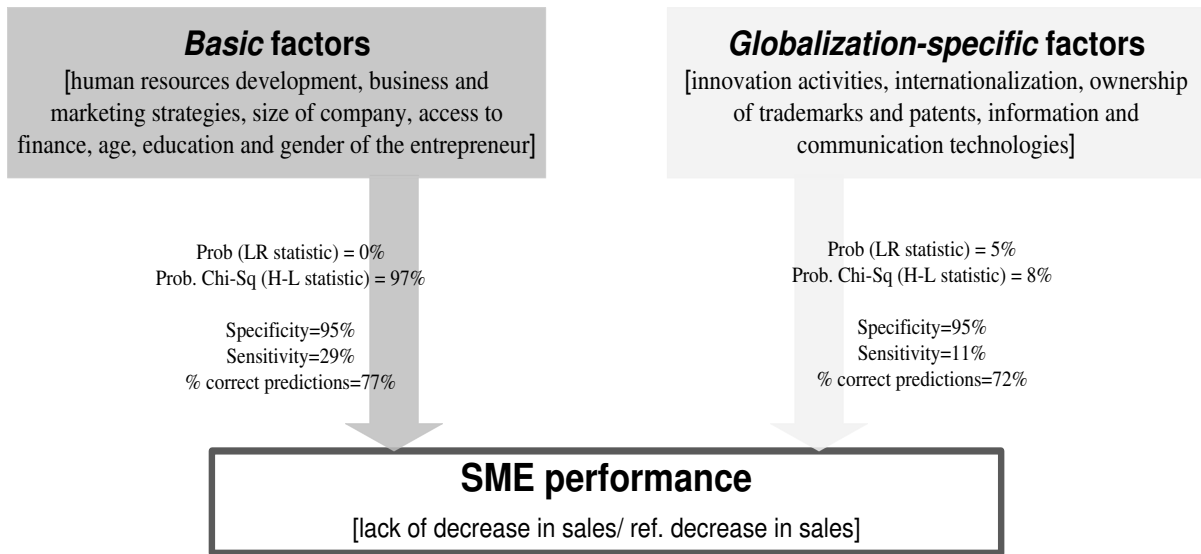 Basic factors
[human resources development, business and
marketing strategies, size of company, access to
finance, age, education and gender of the entrepreneur]
Globalization-specific factors
[innovation activities, internationalization, ownership
of trademarks and patents, information and
communication technologies]
Prob (LR statistic) = 0%
Prob. Chi-Sq (H-L statistic) = 97%
Specificity=95%
Sensitivity=29%
% correct predictions=77%
Prob (LR statistic) = 5%
Prob. Chi-Sq (H-L statistic) = 8%
Specificity=95%
Sensitivity=11%
% correct predictions=72%
SME performance
[lack of decrease in sales/ ref. decrease in sales]